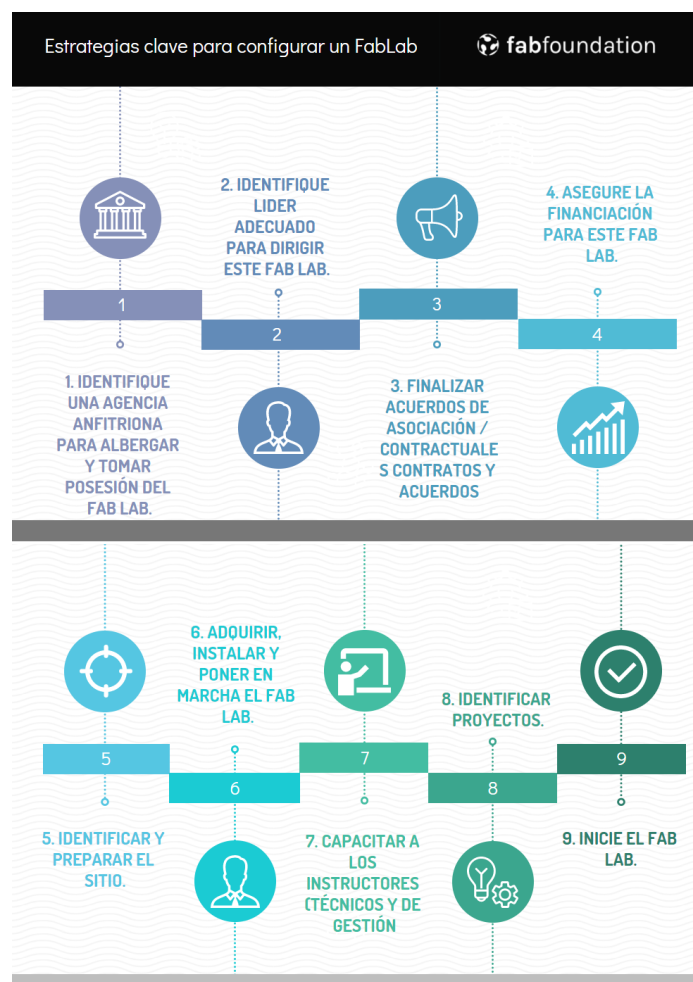 Estrategias clave para configurar un FabLab
fabfoundation
1
1. IDENTIFIQUE
UNA AGENCIA
ANFITRIONA
PARA ALBERGAR
Y TOMAR
POSESIÓN DEL
FAB LAB.
2. IDENTIFIQUE
LIDER
ADECUADO
PARA DIRIGIR
ESTE FAB LAB.
2
3
3. FINALIZAR
ACUERDOS DE
ASOCIACIÓN /
CONTRACTUALE
S CONTRATOS Y
ACUERDOS
4. ASEGURE LA
FINANCIACIÓN
PARA ESTE FAB
LAB.
4
5
5. IDENTIFICAR Y
PREPARAR EL
SITIO.
6. ADQUIRIR,
INSTALAR Y
PONER EN
MARCHA EL FAB
LAB.
6
7
7. CAPACITAR A
LOS
INSTRUCTORES
(TÉCNICOS Y DE
GESTIÓN
8. IDENTIFICAR
PROYECTOS.
8
9
9. INICIE EL FAB
LAB.